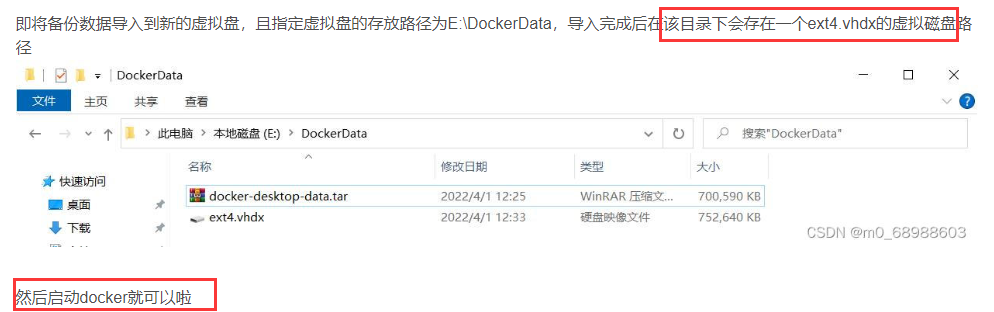 即将备份数据导入到新的虚拟盘，且指定虚拟盘的存放路径为E:\DockerData，导入完成后在该目录下会存在一个ext4.vhdx的虚拟磁盘路
径
DockerData
文件 主页 共享 查看
此电脑 › 本地磁盘 (E:) › DockerData 搜索"DockerData"
名称 修改日期 类型 大小
快速访问
docker-desktop-data.tar 2022/4/1 12:25 WinRAR 压缩文... 700,590 KB
桌面
ext4.vhdx 2022/4/1 12:33 硬盘映像文件 752,640 KB
下载
CSDN @m0_68988603
然后启动docker就可以啦